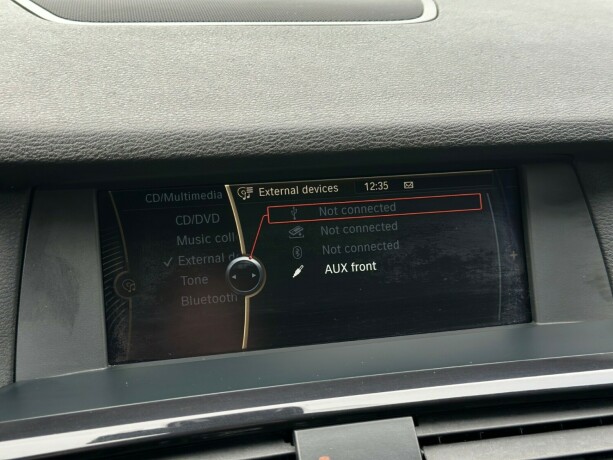 CD/Multimedia
External devices 12:35
CD/DVD
Music coll
External d
Tone
Bluetooth
Not connected
Not connected
Not connected
AUX front